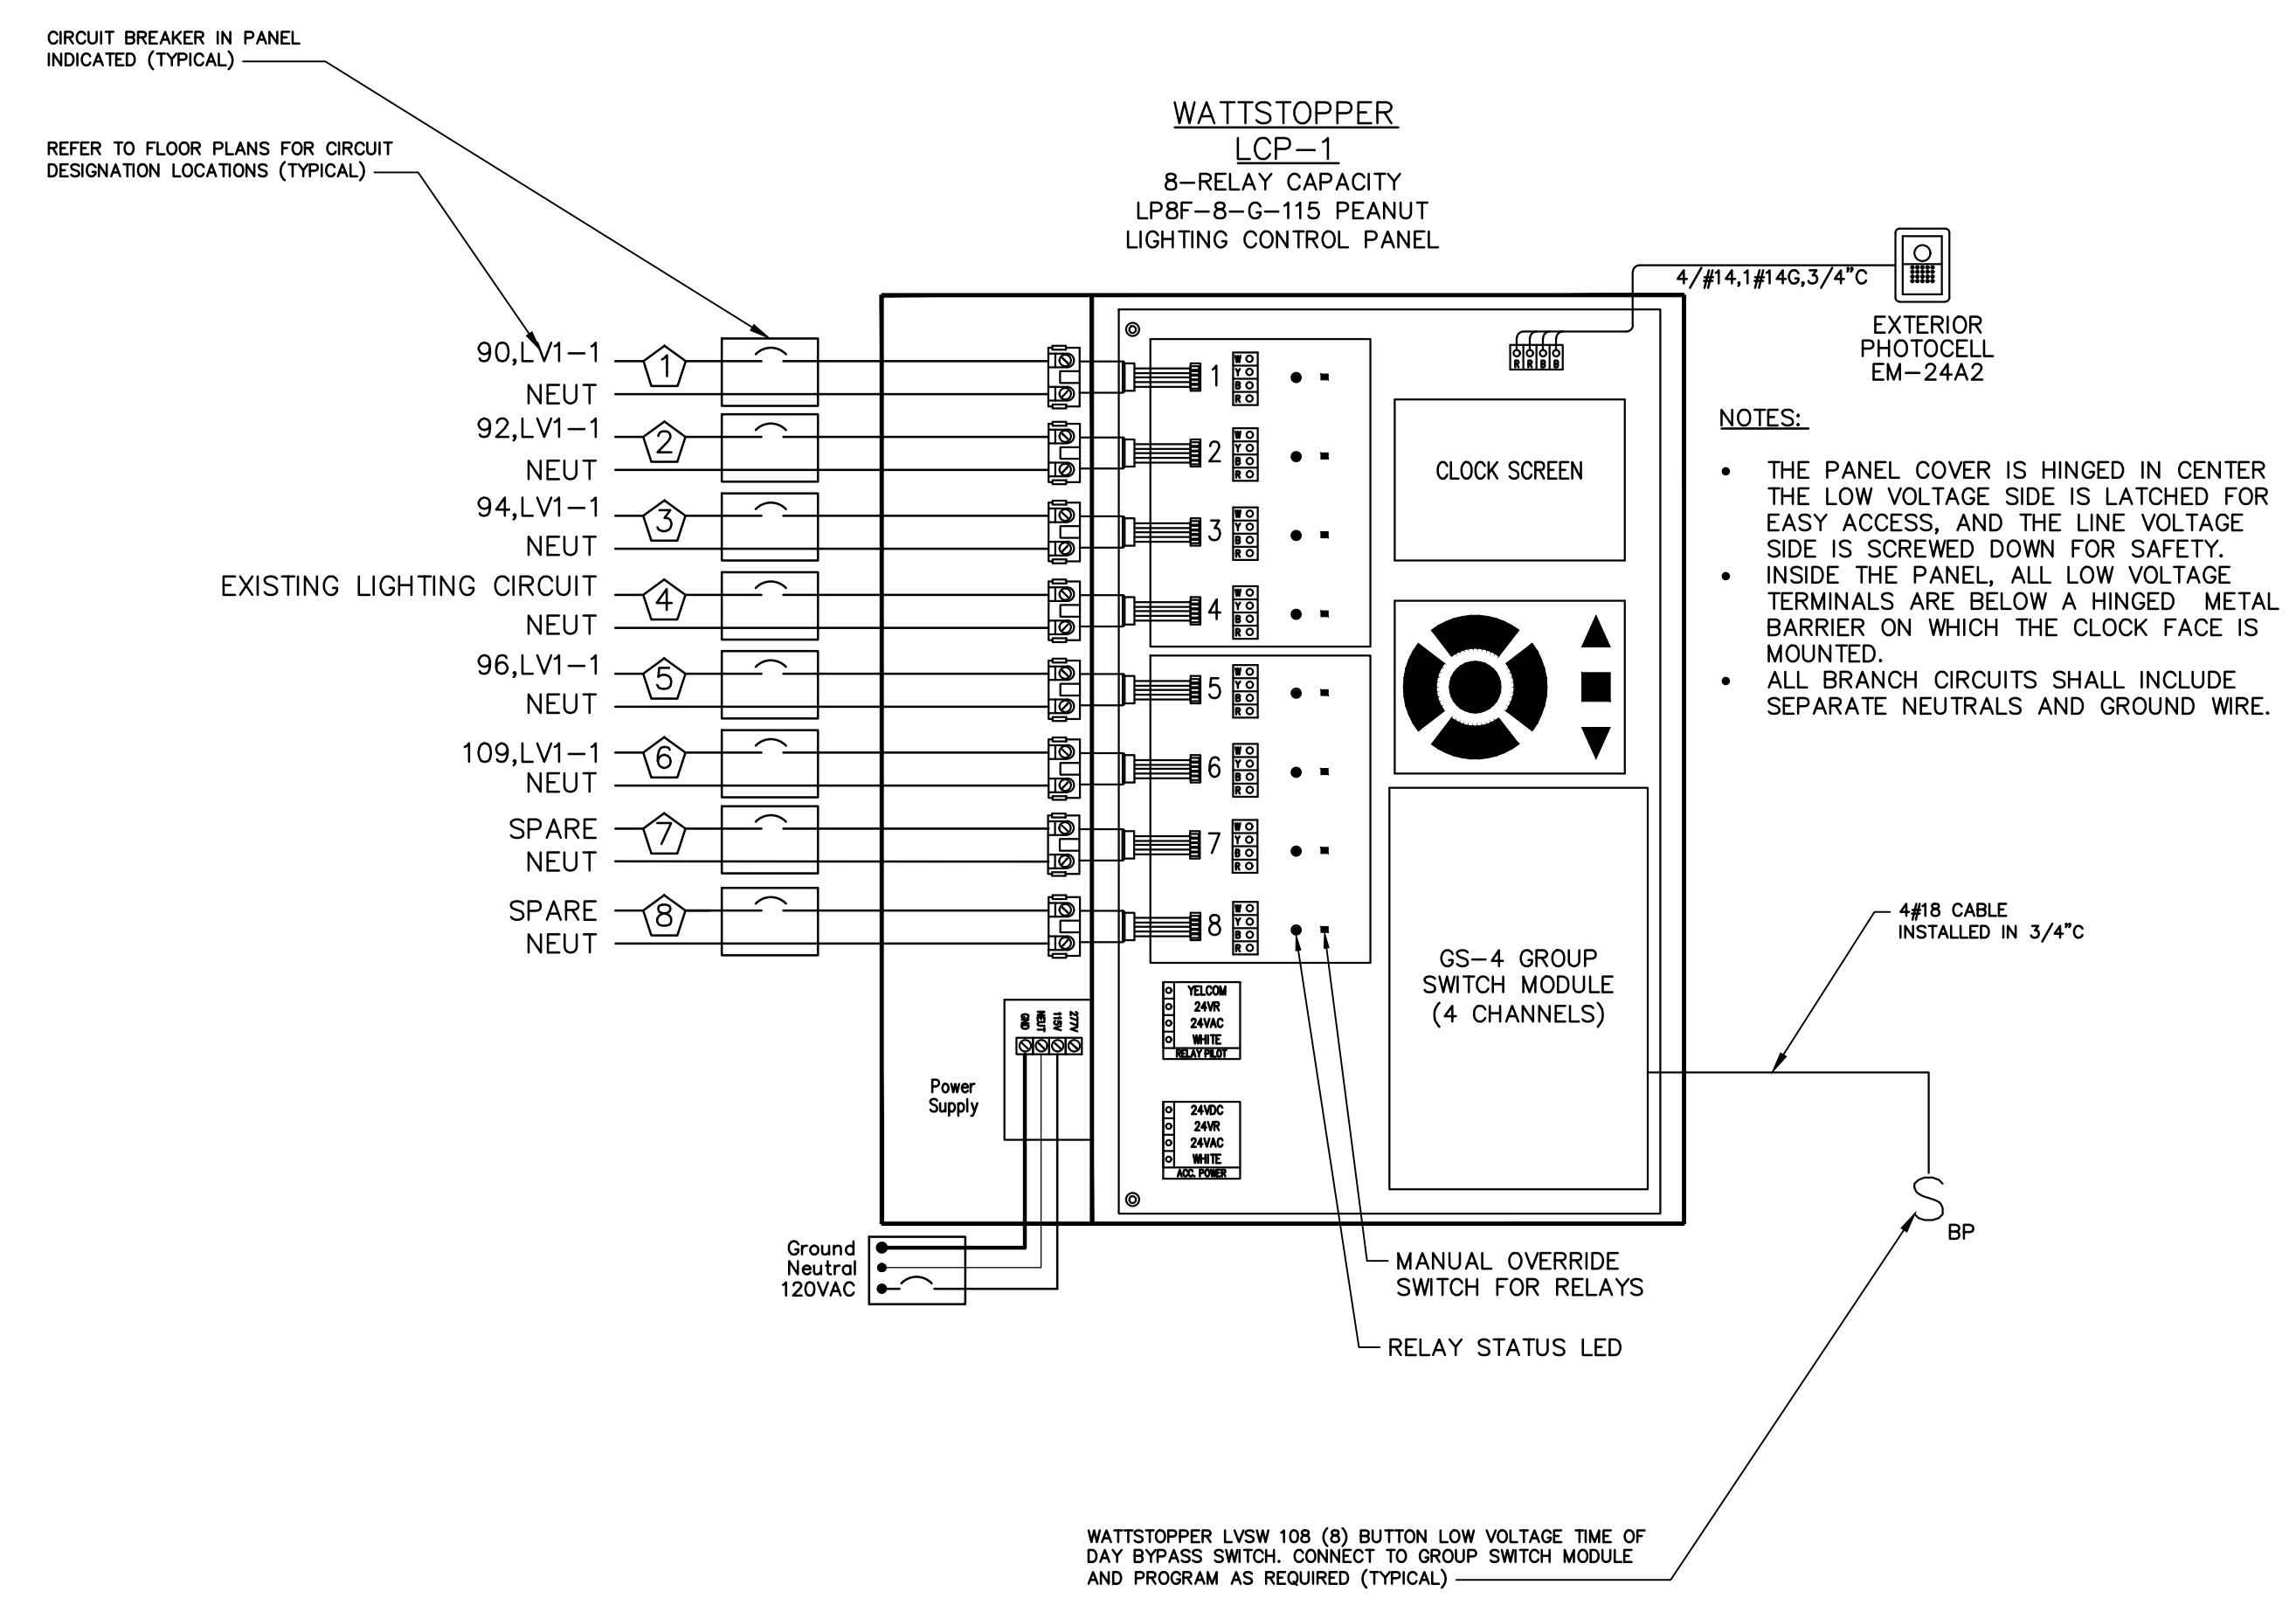 CIRCUIT BREAKER IN PANEL
INDICATED (TYPICAL)
REFER TO FLOOR PLANS FOR CIRCUIT
DESIGNATION LOCATIONS (TYPICAL)
WATTSTOPPER
LCP-1
8-RELAY CAPACITY
LP8F-8-G-115 PEANUT
LIGHTING CONTROL PANEL
4/#14,1#14G,3/4"C
EXTERIOR
PHOTOCELL
EM-24A2
R R B B
90,LV1-1
1
NEUT
92,LV1-1
2
NEUT
94,LV1-1
3
NEUT
EXISTING LIGHTING CIRCUIT
4
NEUT
96,LV1-1
5
NEUT
109,LV1-1
6
NEUT
SPARE
7
NEUT
SPARE
8
NEUT
1
W
Y
B
R
2
W
Y
B
R
3
W
Y
B
R
4
W
Y
B
R
5
W
Y
B
R
6
W
Y
B
R
7
W
Y
B
R
8
W
Y
B
R
CLOCK SCREEN
NOTES:
• THE PANEL COVER IS HINGED IN CENTER
THE LOW VOLTAGE SIDE IS LATCHED FOR
EASY ACCESS, AND THE LINE VOLTAGE
SIDE IS SCREWED DOWN FOR SAFETY.
• INSIDE THE PANEL, ALL LOW VOLTAGE
TERMINALS ARE BELOW A HINGED METAL
BARRIER ON WHICH THE CLOCK FACE IS
MOUNTED.
• ALL BRANCH CIRCUITS SHALL INCLUDE
SEPARATE NEUTRALS AND GROUND WIRE.
GS-4 GROUP
SWITCH MODULE
(4 CHANNELS)
4#18 CABLE
INSTALLED IN 3/4"C
YELCOM
24VR
24VAC
WHITE
RELAY PILOT
24VDC
24VR
24VAC
WHITE
ACC. POWER
GND
NEUT
115V
277V
Power
Supply
Ground
Neutral
120VAC
S
BP
MANUAL OVERRIDE
SWITCH FOR RELAYS
RELAY STATUS LED
WATTSTOPPER LVSW 108 (8) BUTTON LOW VOLTAGE TIME OF
DAY BYPASS SWITCH. CONNECT TO GROUP SWITCH MODULE
AND PROGRAM AS REQUIRED (TYPICAL)